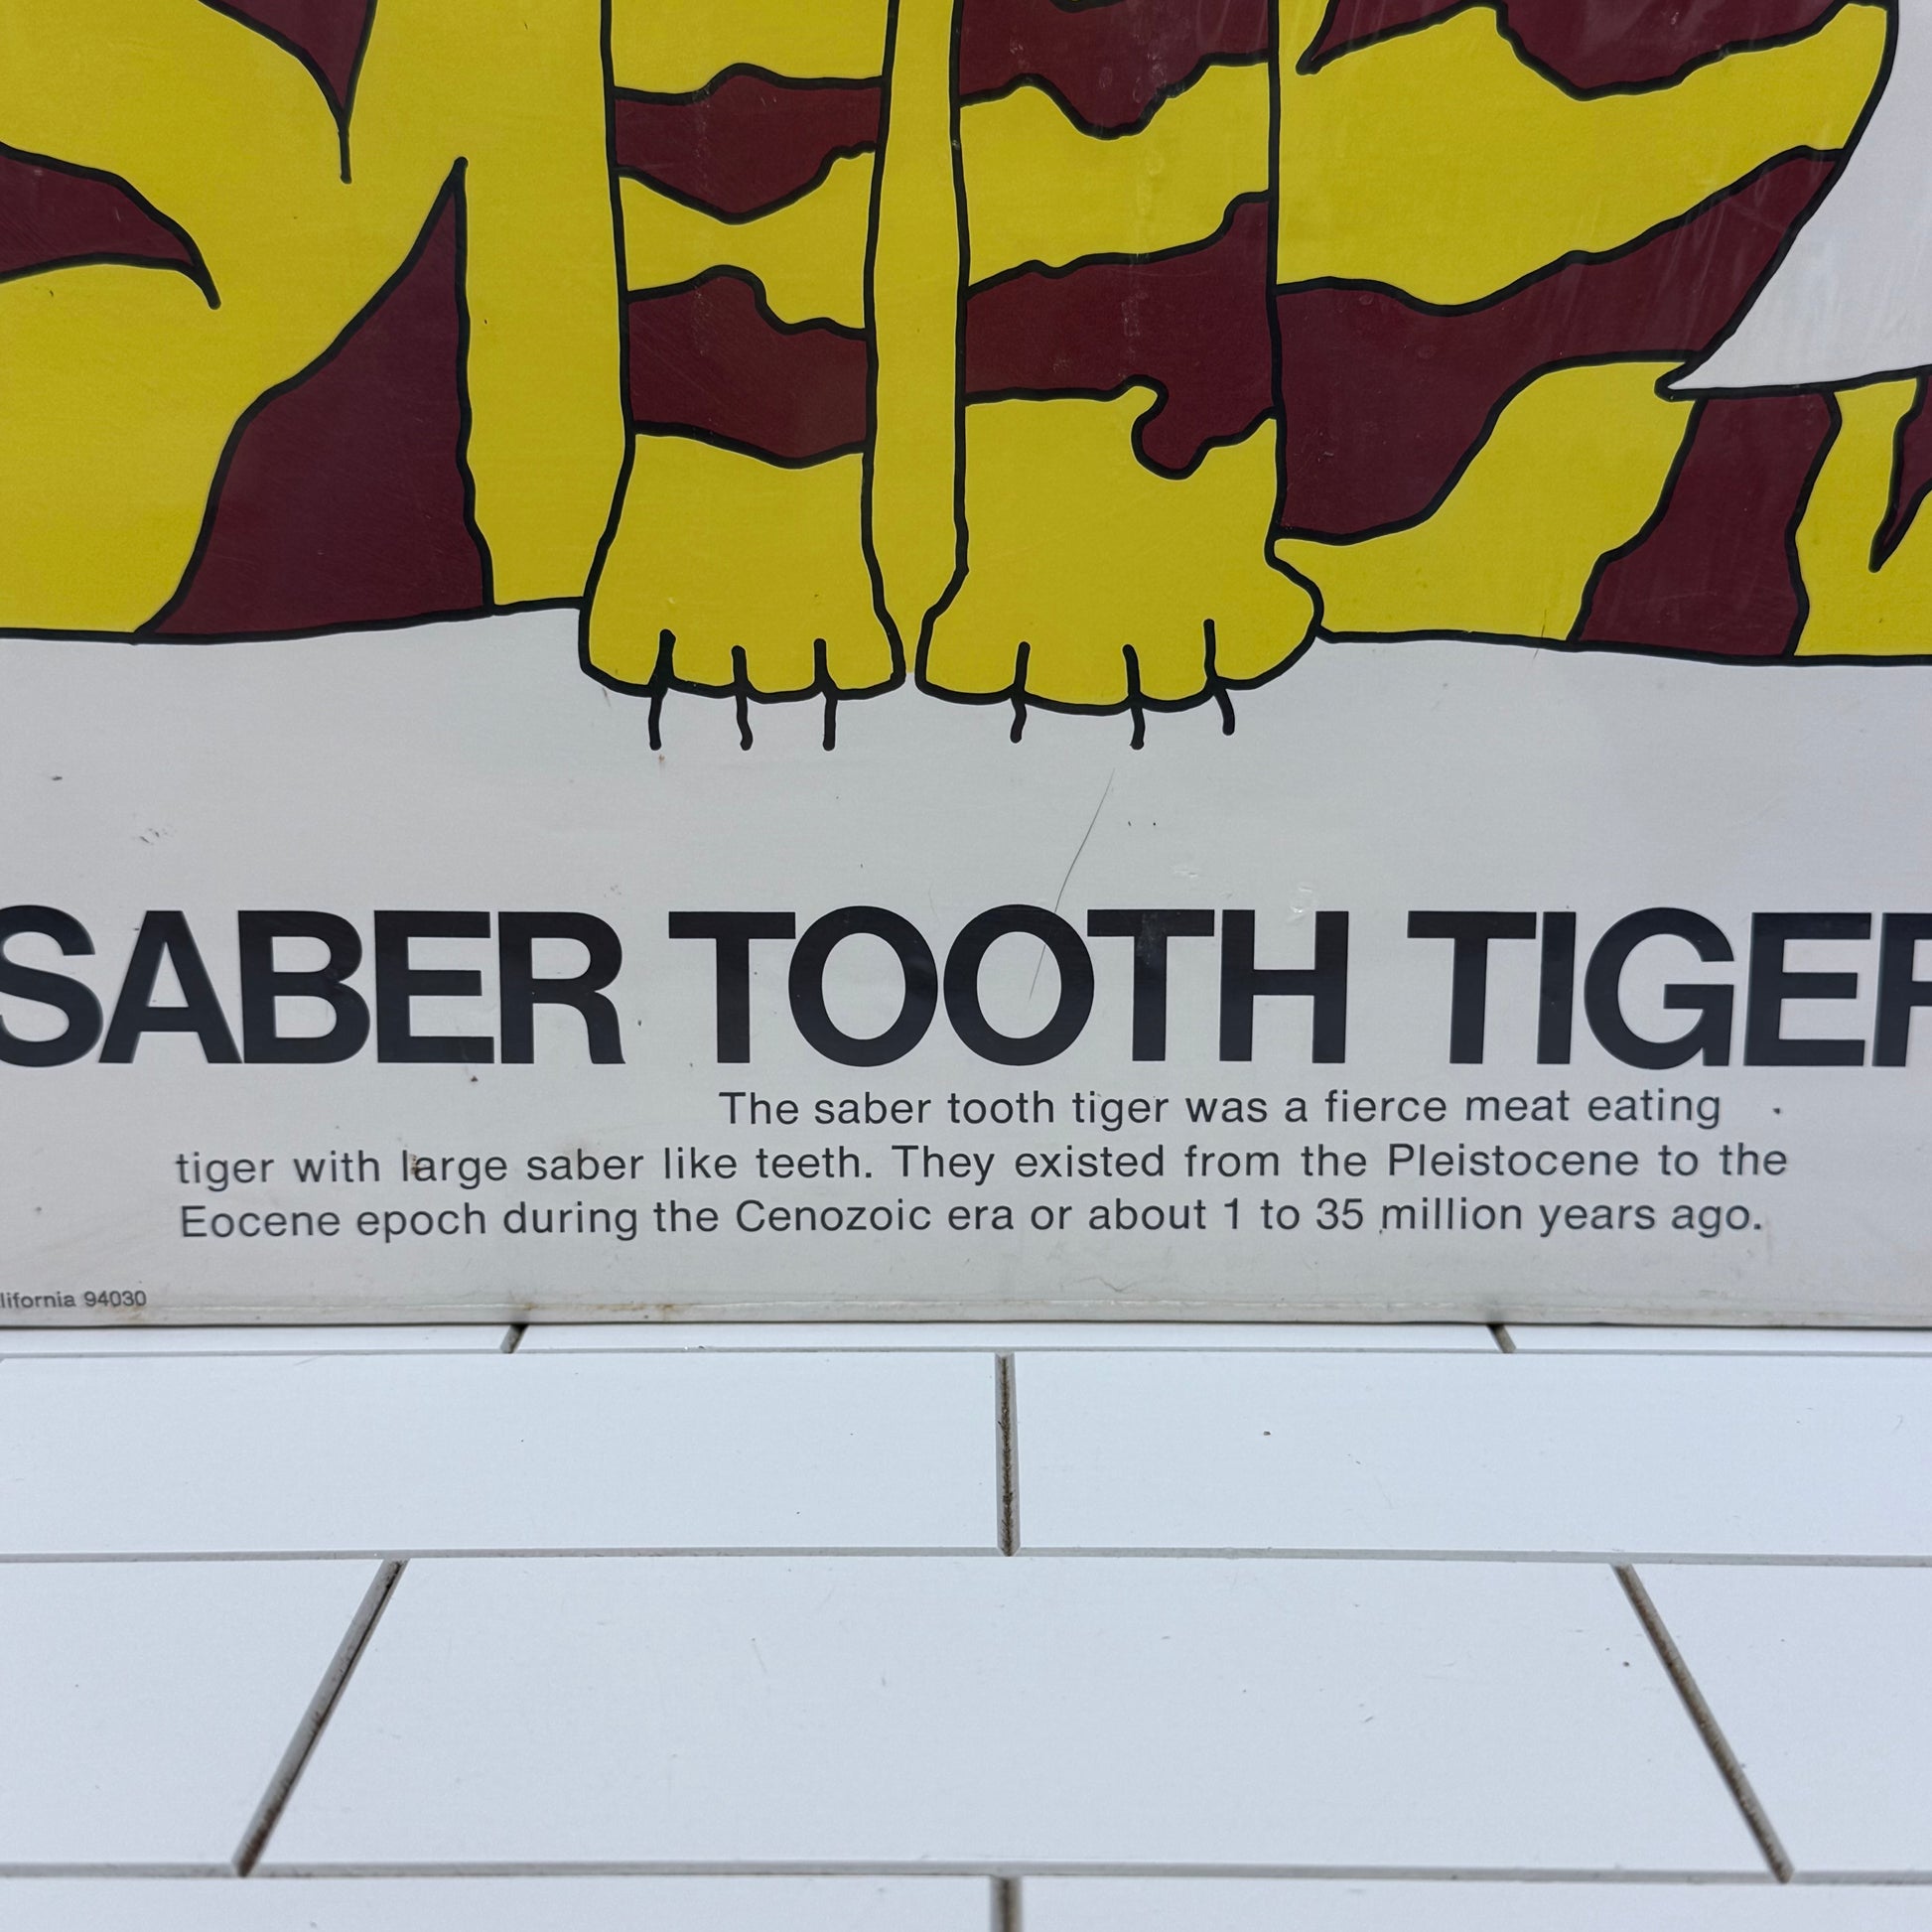 SABER TOOTH TIGER
The saber tooth tiger was a fierce meat eating
tiger with large saber like teeth. They existed from the Pleistocene to the
Eocene epoch during the Cenozoic era or about 1 to 35 million years ago.
lifornia 94030